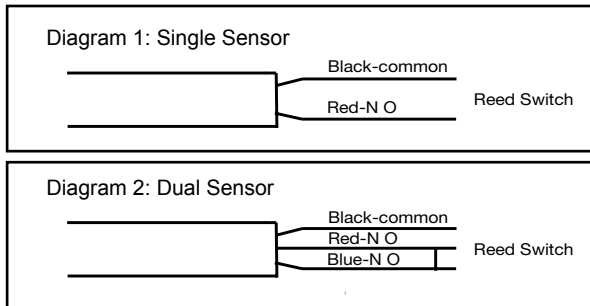 Diagram 1: Single Sensor
Black-common
Red-N O
Reed Switch
Diagram 2: Dual Sensor
Black-common
Red-N O
Blue-N O
Reed Switch